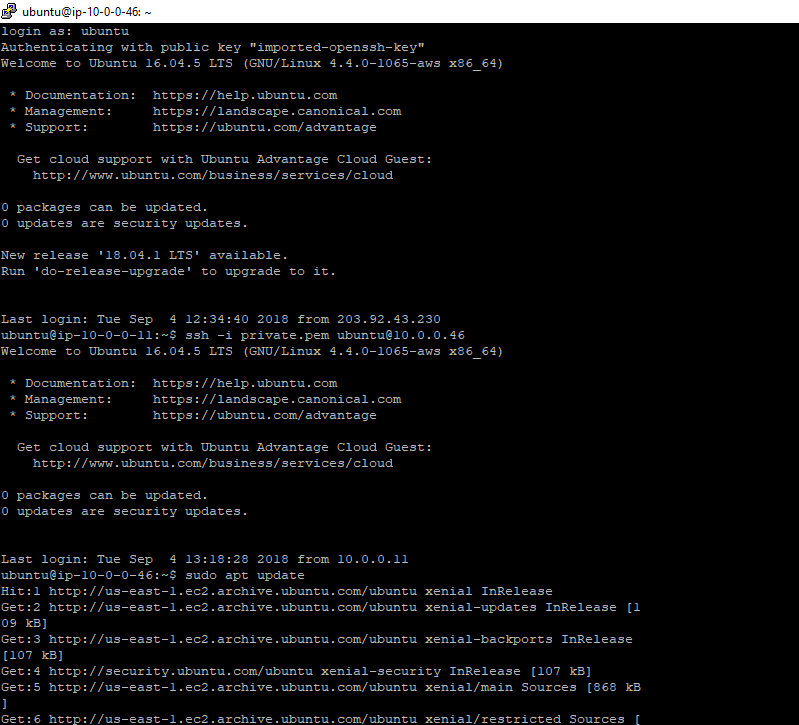 ubuntu@ip-10-0-0-46: ~
login as: ubuntu
Authenticating with public key "imported-openssh-key"
Welcome to Ubuntu 16.04.5 LTS (GNU/Linux 4.4.0-1065-aws x86_64)
* Documentation:  https://help.ubuntu.com
* Management:     https://landscape.canonical.com
* Support:        https://ubuntu.com/advantage
Get cloud support with Ubuntu Advantage Cloud Guest:
http://www.ubuntu.com/business/services/cloud
0 packages can be updated.
0 updates are security updates.
New release '18.04.1 LTS' available.
Run 'do-release-upgrade' to upgrade to it.
Last login: Tue Sep  4 12:34:40 2018 from 203.92.43.230
ubuntu@ip-10-0-0-11:~$ ssh -i private.pem ubuntu@10.0.0.46
Welcome to Ubuntu 16.04.5 LTS (GNU/Linux 4.4.0-1065-aws x86_64)
* Documentation:  https://help.ubuntu.com
* Management:     https://landscape.canonical.com
* Support:        https://ubuntu.com/advantage
Get cloud support with Ubuntu Advantage Cloud Guest:
http://www.ubuntu.com/business/services/cloud
0 packages can be updated.
0 updates are security updates.
Last login: Tue Sep  4 13:18:28 2018 from 10.0.0.11
ubuntu@ip-10-0-0-46:~$ sudo apt update
Hit:1 http://us-east-1.ec2.archive.ubuntu.com/ubuntu xenial InRelease
Get:2 http://us-east-1.ec2.archive.ubuntu.com/ubuntu xenial-updates InRelease [1
09 kB]
Get:3 http://us-east-1.ec2.archive.ubuntu.com/ubuntu xenial-backports InRelease
[107 kB]
Get:4 http://security.ubuntu.com/ubuntu xenial-security InRelease [107 kB]
Get:5 http://us-east-1.ec2.archive.ubuntu.com/ubuntu xenial/main Sources [868 kB
]
Get:6 http://us-east-1.ec2.archive.ubuntu.com/ubuntu xenial/restricted Sources [